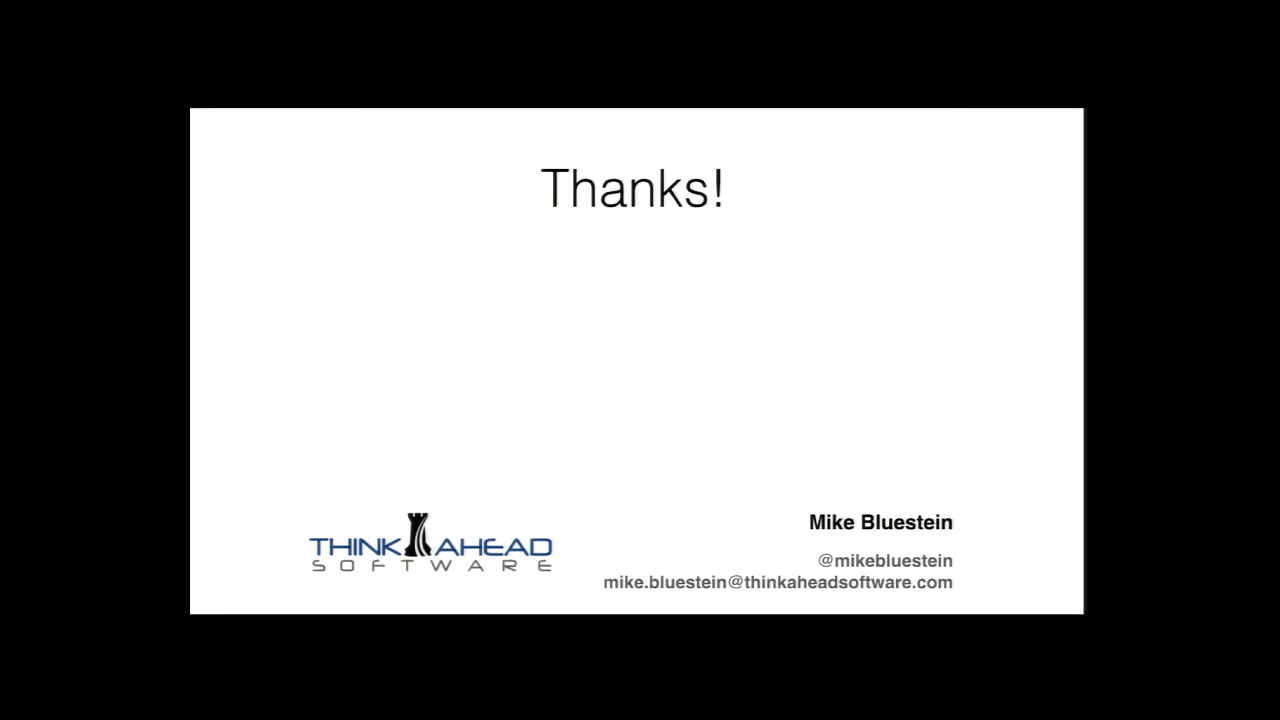 Thanks!
THINK AHEAD
SOFTWARE
Mike Bluestein
@mikebluestein
mike.bluestein@thinkaheadsoftware.com